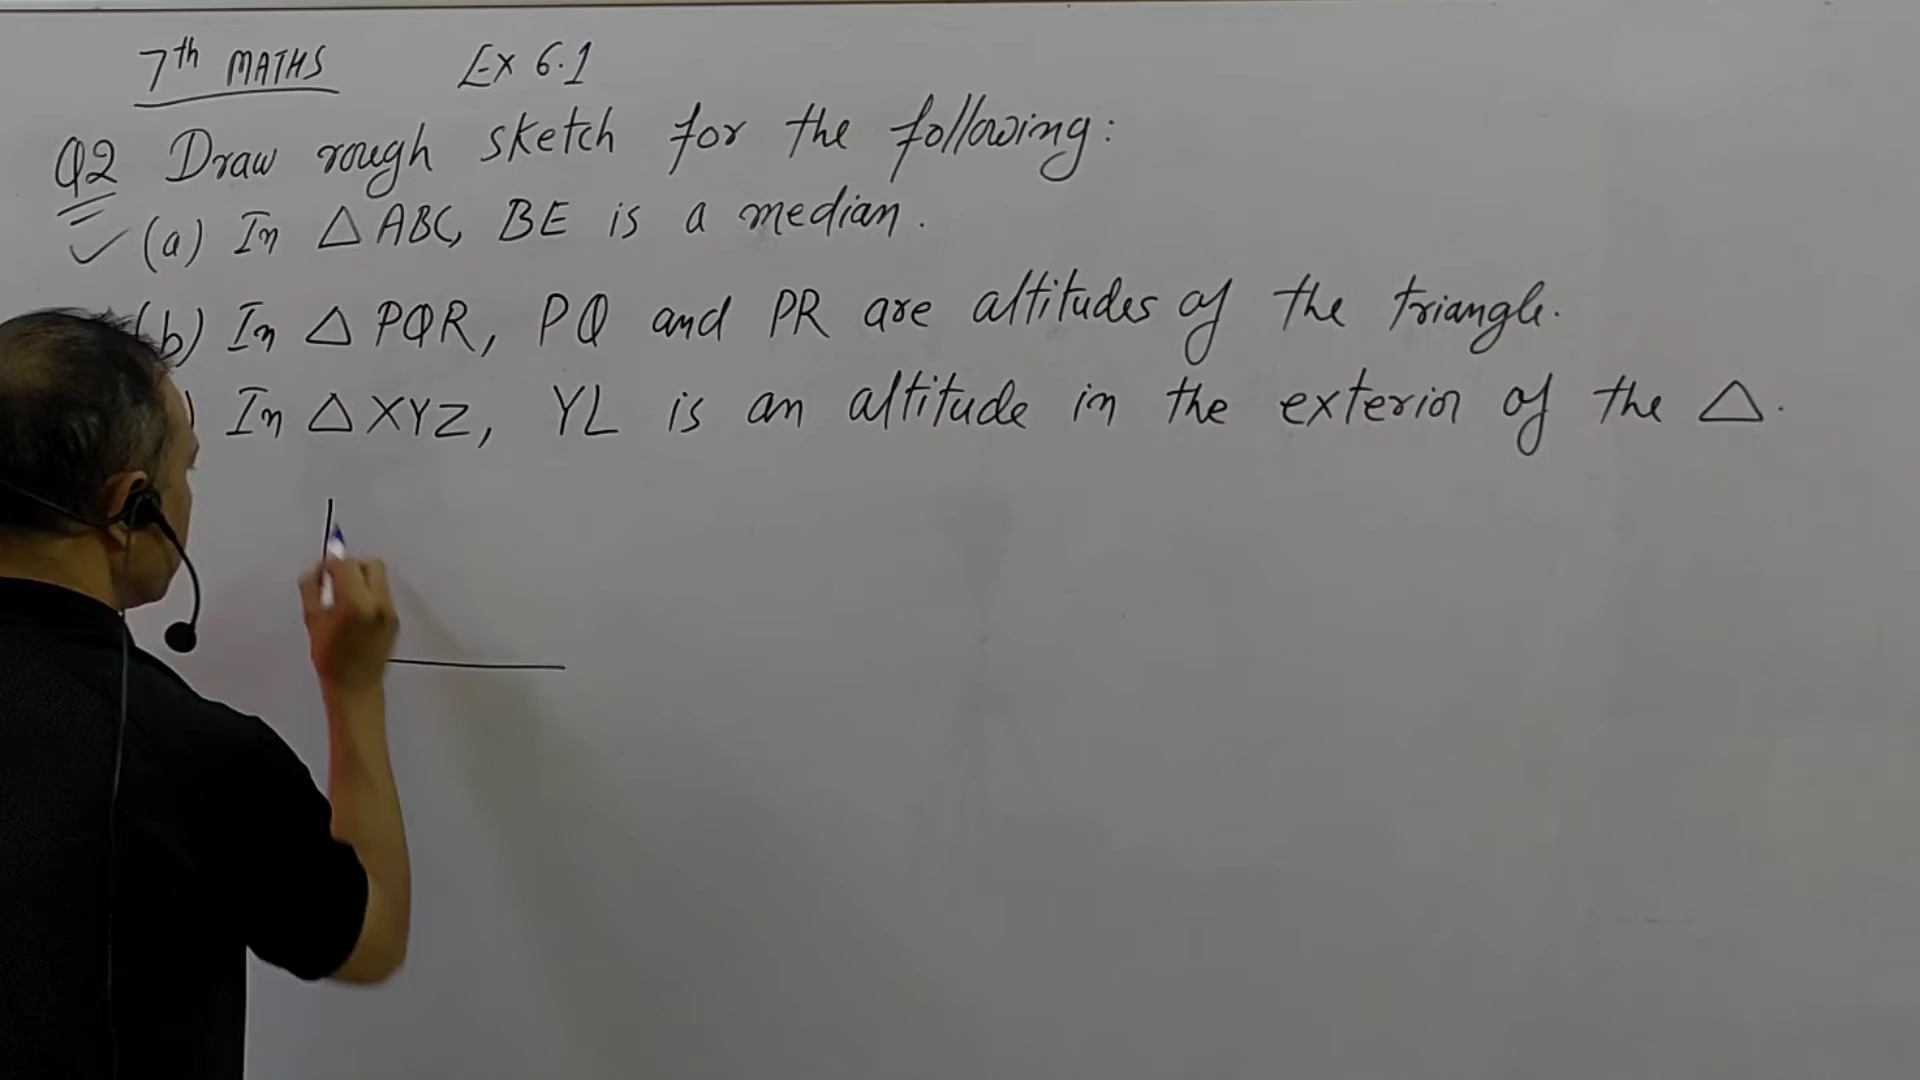 7th MATHS Ex 6.1
Q2 Draw rough sketch for the following:
(a) In △ABC, BE is a median.
(b) In △PQR, PQ and PR are altitudes of the triangle.
) In △XYZ, YL is an altitude in the exterior of the △.